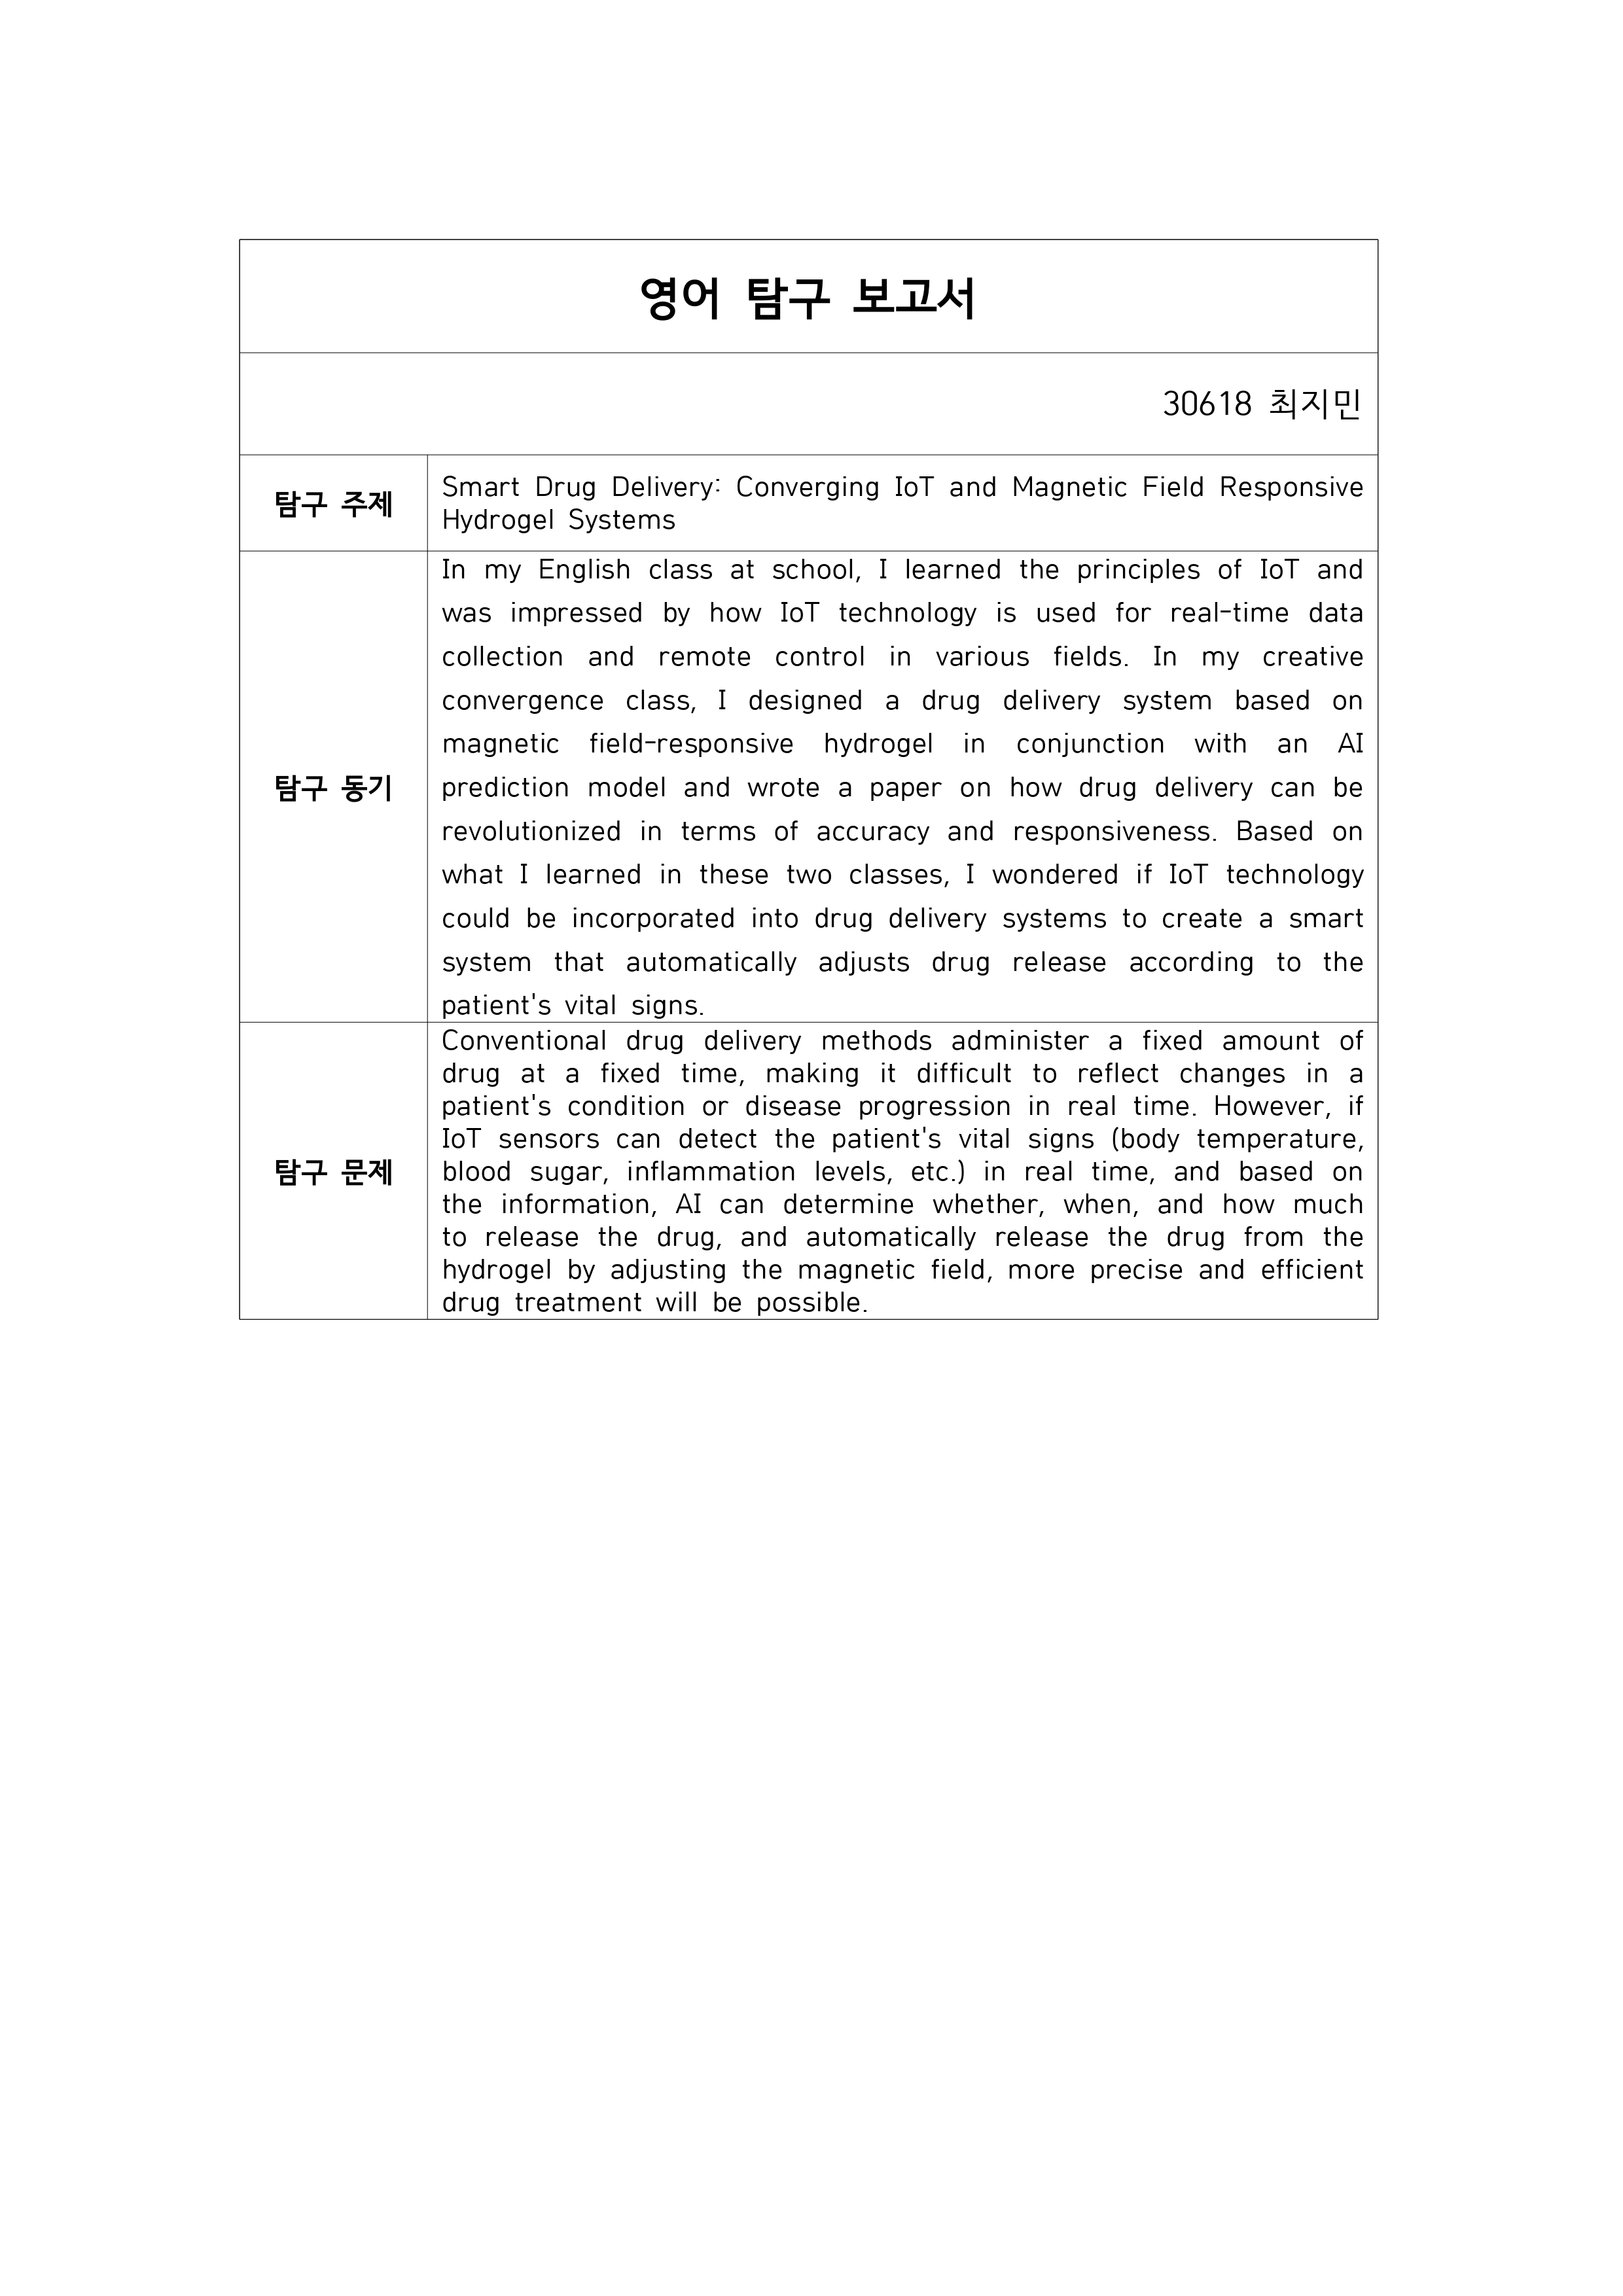 영어 탐구 보고서
30618 최지민
탐구 주제
Smart Drug Delivery: Converging IoT and Magnetic Field Responsive
Hydrogel Systems
탐구 동기
In my English class at school, I learned the principles of IoT and
was impressed by how IoT technology is used for real-time data
collection and remote control in various fields. In my creative
convergence class, I designed a drug delivery system based on
magnetic field-responsive hydrogel in conjunction with an AI
prediction model and wrote a paper on how drug delivery can be
revolutionized in terms of accuracy and responsiveness. Based on
what I learned in these two classes, I wondered if IoT technology
could be incorporated into drug delivery systems to create a smart
system that automatically adjusts drug release according to the
patient's vital signs.
탐구 문제
Conventional drug delivery methods administer a fixed amount of
drug at a fixed time, making it difficult to reflect changes in a
patient's condition or disease progression in real time. However, if
IoT sensors can detect the patient's vital signs (body temperature,
blood sugar, inflammation levels, etc.) in real time, and based on
the information, AI can determine whether, when, and how much
to release the drug, and automatically release the drug from the
hydrogel by adjusting the magnetic field, more precise and efficient
drug treatment will be possible.